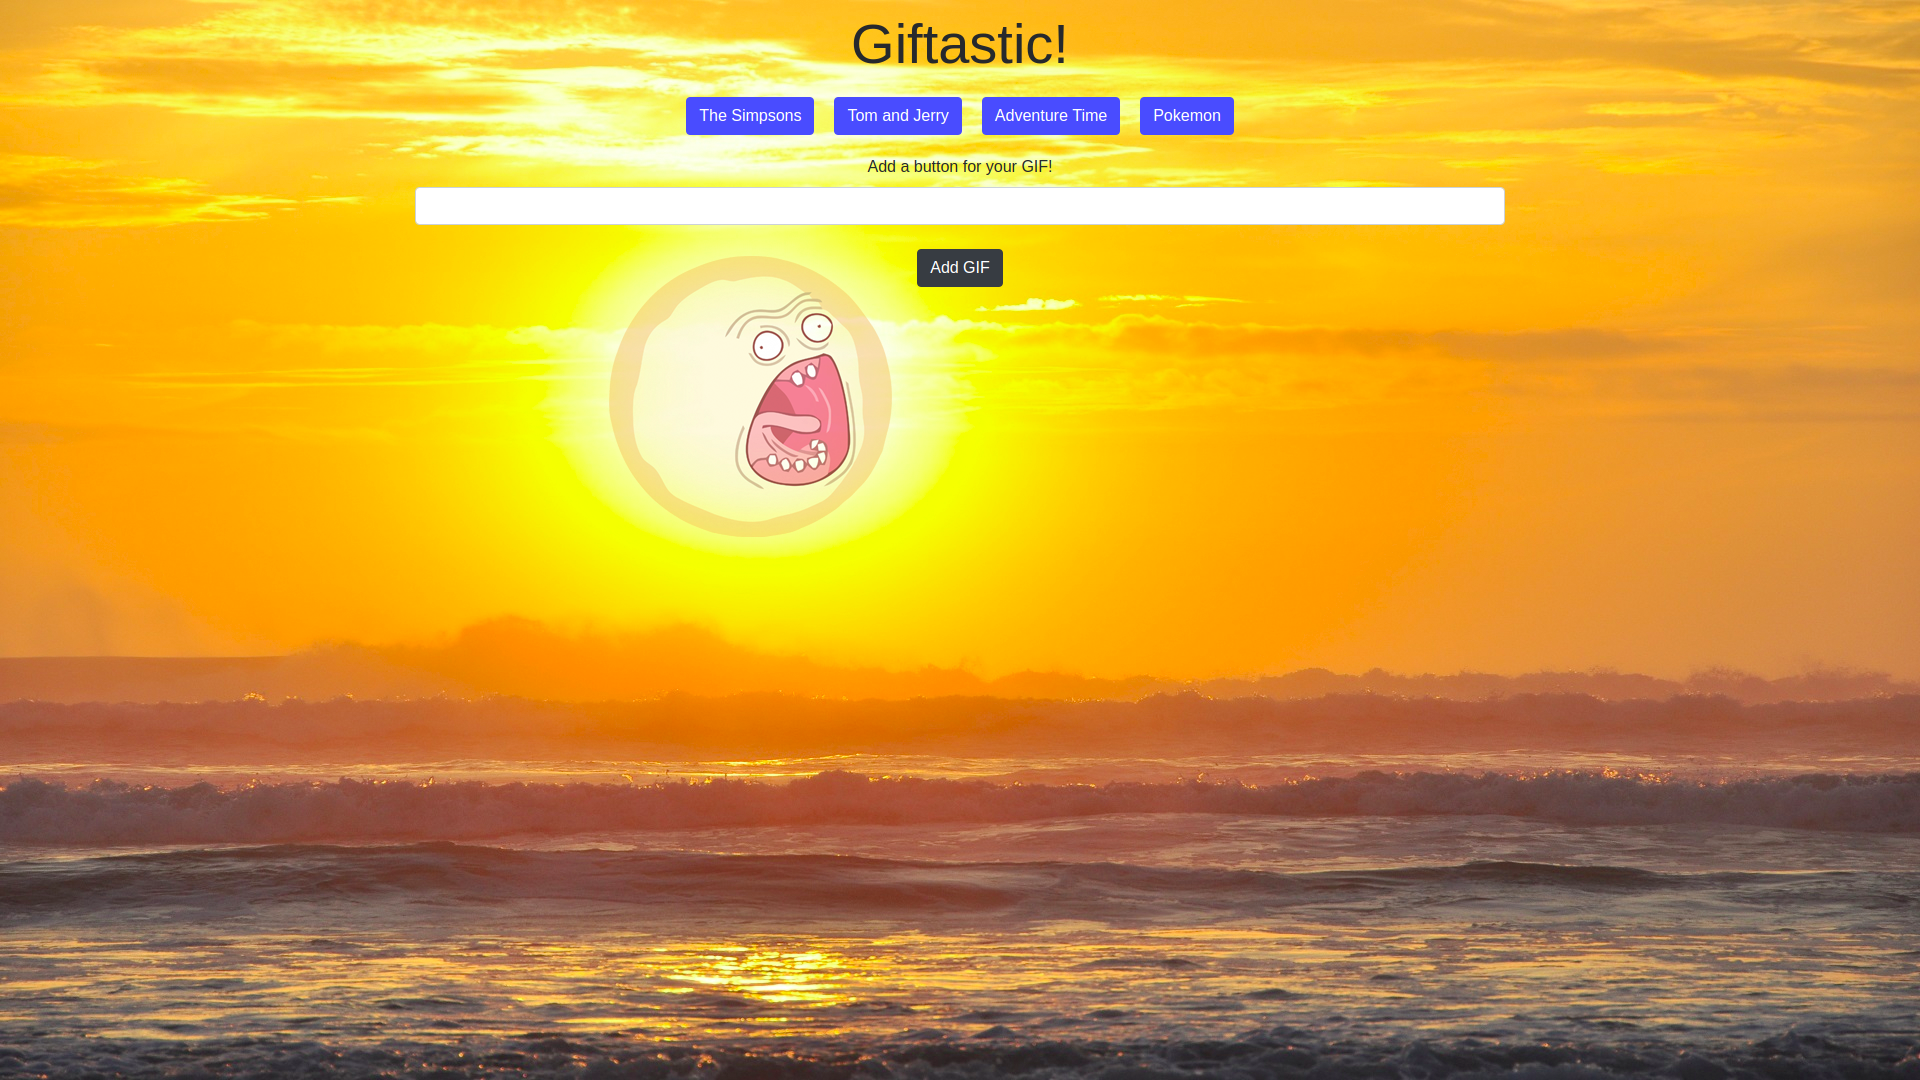 Giftastic!
The Simpsons Tom and Jerry Adventure Time Pokemon
Add a button for your GIF!
Add GIF